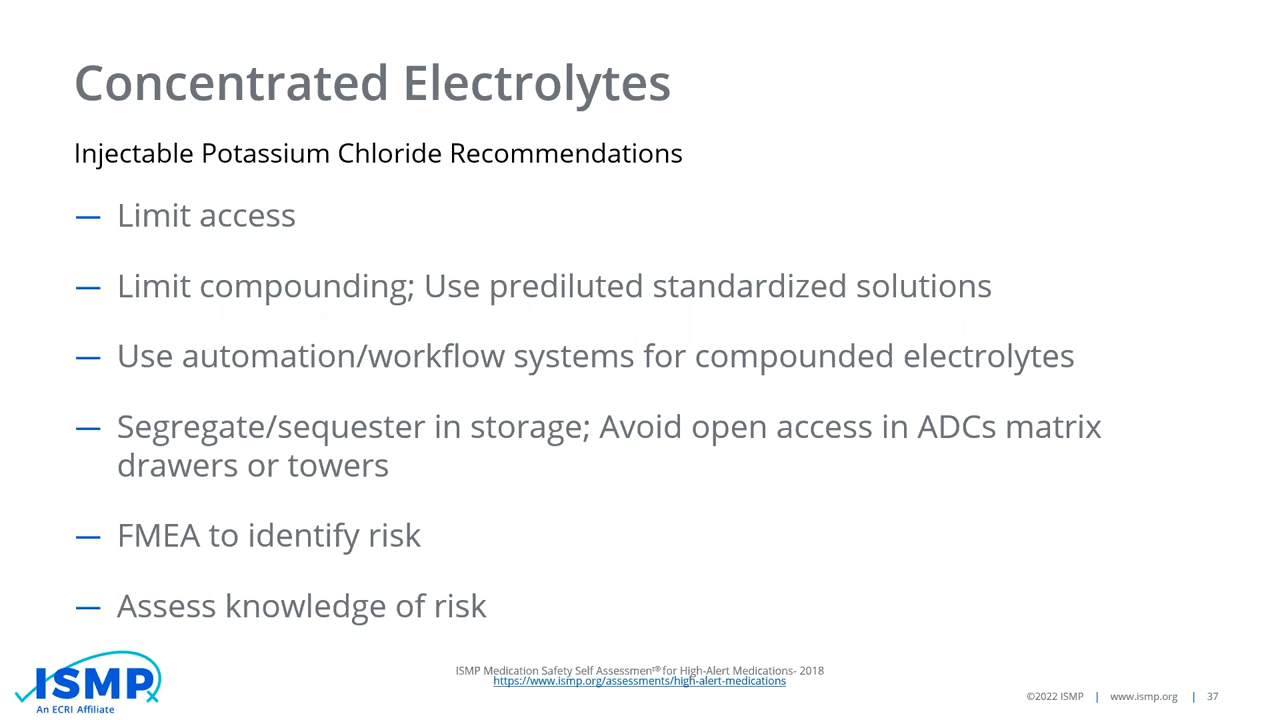 Concentrated Electrolytes
Injectable Potassium Chloride Recommendations
— Limit access
— Limit compounding; Use prediluted standardized solutions
— Use automation/workflow systems for compounded electrolytes
— Segregate/sequester in storage; Avoid open access in ADCs matrix
drawers or towers
— FMEA to identify risk
— Assess knowledge of risk
ISMP
An ECRI Affiliate
ISMP Medication Safety Self Assessment® for High-Alert Medications- 2018
https://www.ismp.org/assessments/high-alert-medications
©2022 ISMP | www.ismp.org | 37